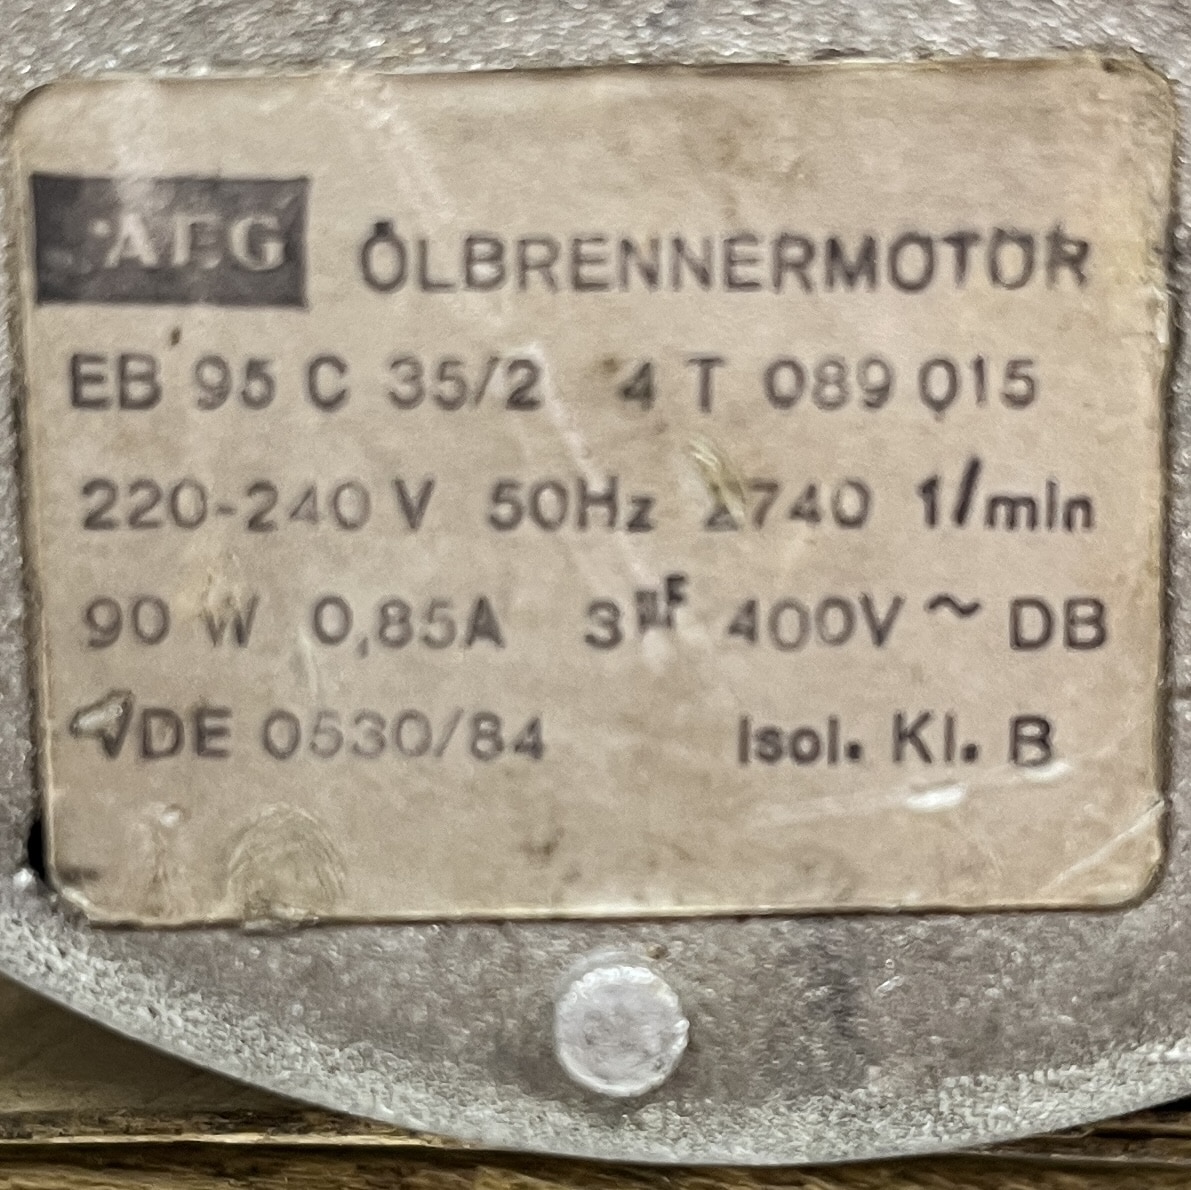 AEG ÖLBRENNERMOTOR
EB 95 C 35/2 4 T 089 015
220-240 V 50Hz 2740 1/min
90 W 0,85A 3µF 400V ~ DB
VDE 0530/84 Isol. Kl. B